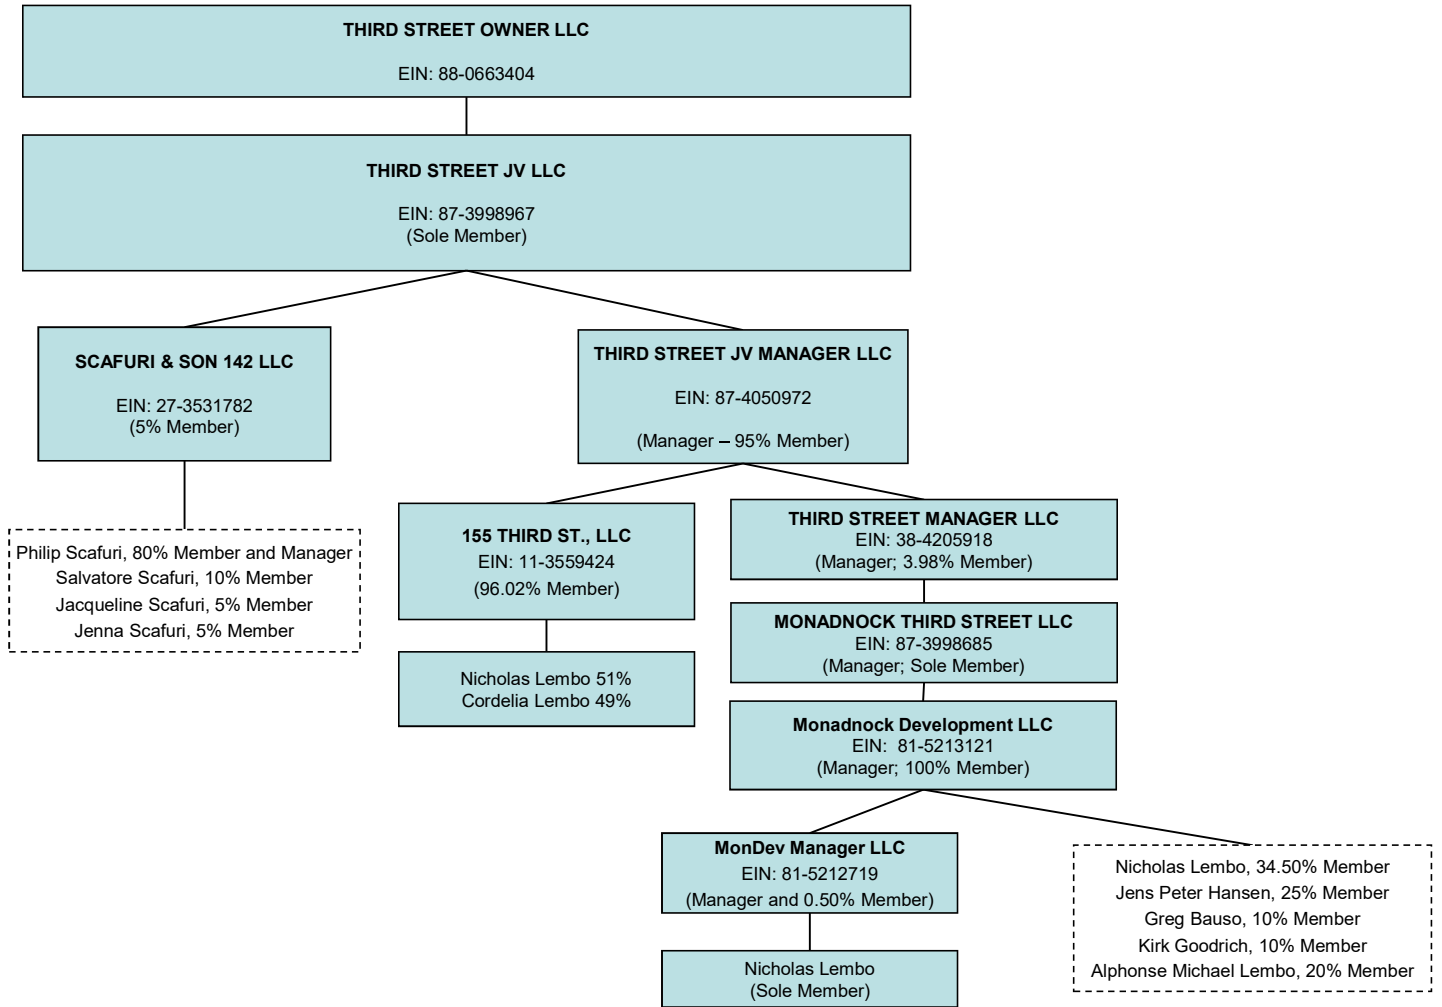 THIRD STREET OWNER LLC
EIN: 88-0663404
THIRD STREET JV LLC
EIN: 87-3998967
(Sole Member)
SCAFURI & SON 142 LLC
EIN: 27-3531782
(5% Member)
THIRD STREET JV MANAGER LLC
EIN: 87-4050972
(Manager – 95% Member)
Philip Scafuri, 80% Member and Manager
Salvatore Scafuri, 10% Member
Jacqueline Scafuri, 5% Member
Jenna Scafuri, 5% Member
155 THIRD ST., LLC
EIN: 11-3559424
(96.02% Member)
Nicholas Lembo 51%
Cordelia Lembo 49%
THIRD STREET MANAGER LLC
EIN: 38-4205918
(Manager; 3.98% Member)
MONADNOCK THIRD STREET LLC
EIN: 87-3998685
(Manager; Sole Member)
Monadnock Development LLC
EIN: 81-5213121
(Manager; 100% Member)
MonDev Manager LLC
EIN: 81-5212719
(Manager and 0.50% Member)
Nicholas Lembo
(Sole Member)
Nicholas Lembo, 34.50% Member
Jens Peter Hansen, 25% Member
Greg Bauso, 10% Member
Kirk Goodrich, 10% Member
Alphonse Michael Lembo, 20% Member